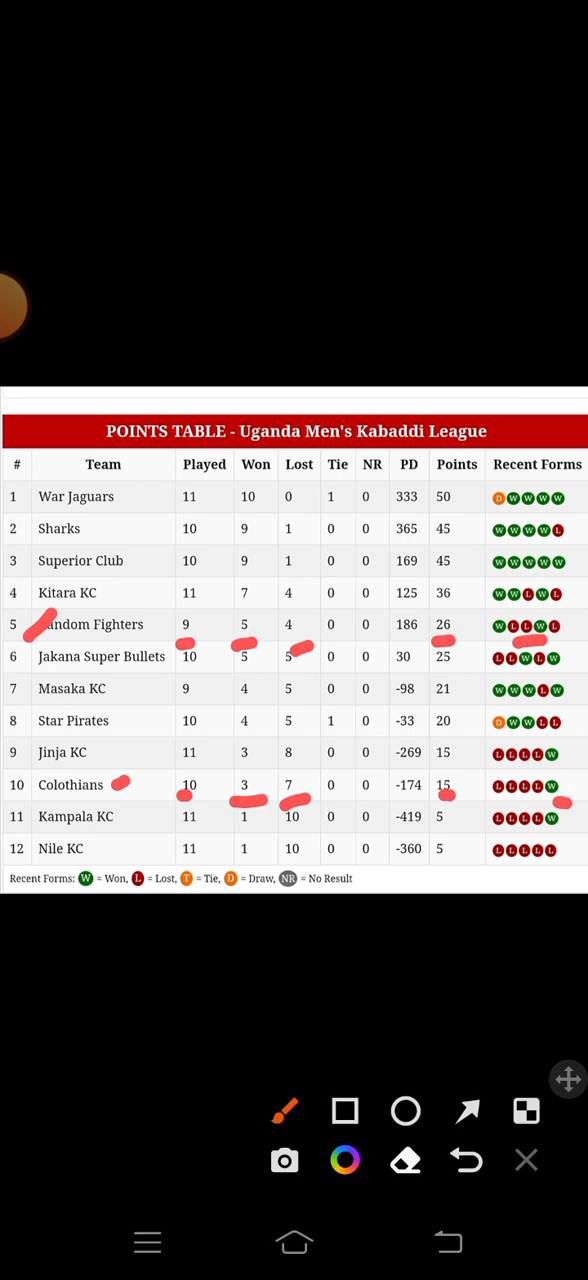 POINTS TABLE - Uganda Men's Kabaddi League
# Team Played Won Lost Tie NR PD Points Recent Forms
1 War Jaguars 11 10 0 1 0 333 50 D W W W W
2 Sharks 10 9 1 0 0 365 45 W W W W L
3 Superior Club 10 9 1 0 0 169 45 W W W W W
4 Kitara KC 11 7 4 0 0 125 36 W W L W L
5 Fighters 9 5 4 0 0 186 26 W L L W L
6 Jakana Super Bullets 10 5 5 0 0 30 25 L L W L W
7 Masaka KC 9 4 5 0 0 -98 21 W W W L W
8 Star Pirates 10 4 5 1 0 -33 20 D W W L L
9 Jinja KC 11 3 8 0 0 -269 15 L L L L W
10 Colothians 10 3 7 0 0 -174 15 L L L L W
11 Kampala KC 11 1 10 0 0 -419 5 L L L L W
12 Nile KC 11 1 10 0 0 -360 5 L L L L L
Recent Forms: W = Won, L = Lost, T = Tie, D = Draw, NR = No Result